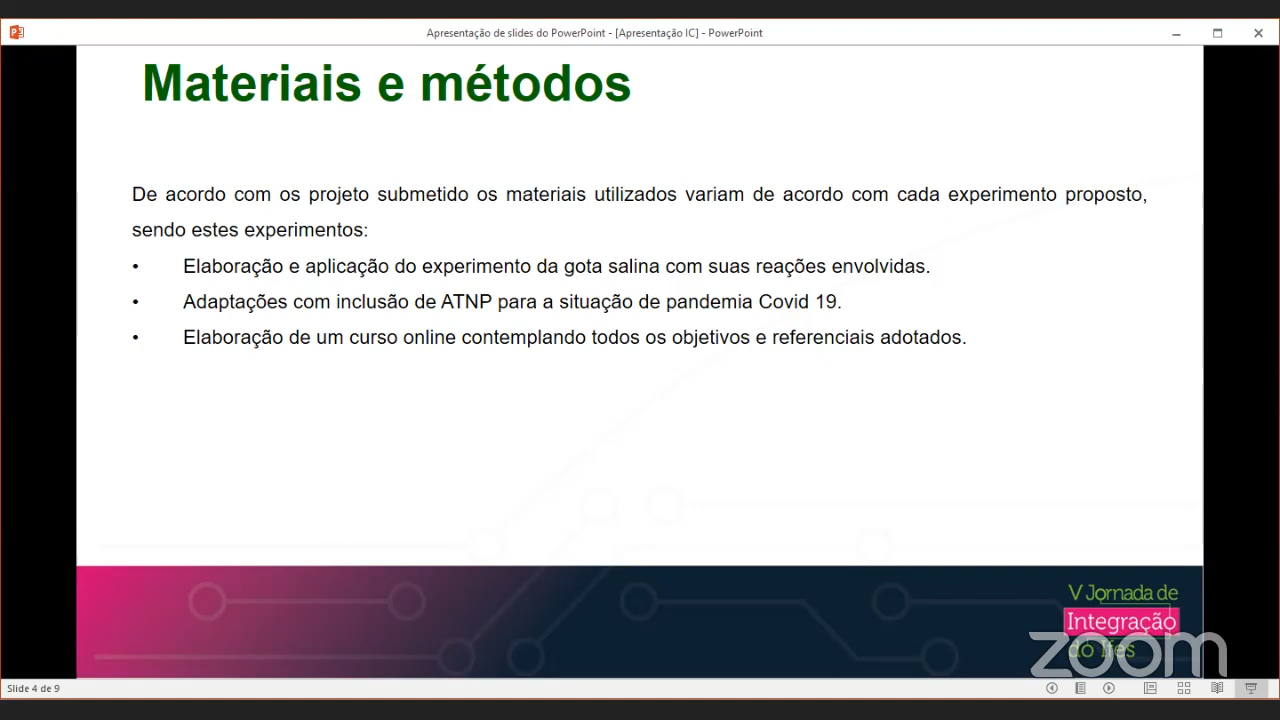 Apresentação de slides do PowerPoint - [Apresentação IC] - PowerPoint
Materiais e métodos
De acordo com os projeto submetido os materiais utilizados variam de acordo com cada experimento proposto,
sendo estes experimentos:
• Elaboração e aplicação do experimento da gota salina com suas reações envolvidas.
• Adaptações com inclusão de ATNP para a situação de pandemia Covid 19.
• Elaboração de um curso online contemplando todos os objetivos e referenciais adotados.
V Jornada de
Integração
do Ifes
zoom
Slide 4 de 9